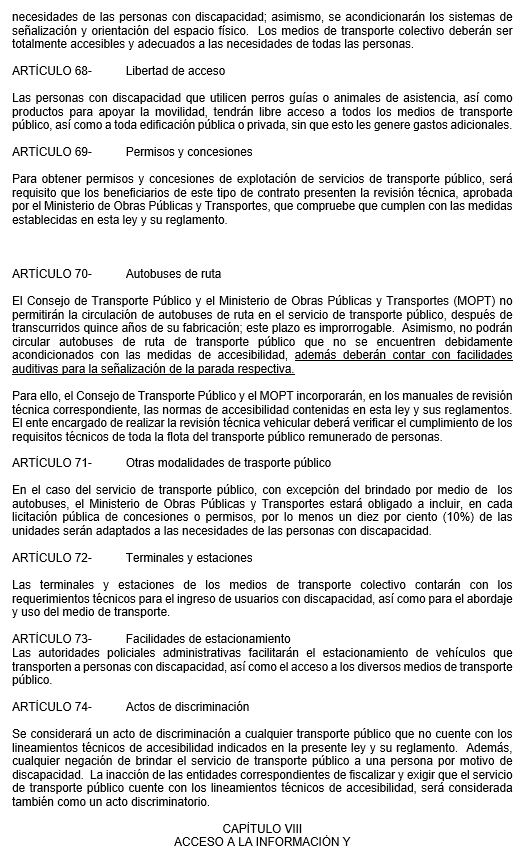 necesidades de las personas con discapacidad; asimismo, se acondicionarán los sistemas de
señalización y orientación del espacio físico.  Los medios de transporte colectivo deberán ser
totalmente accesibles y adecuados a las necesidades de todas las personas.
ARTÍCULO 68- Libertad de acceso
Las personas con discapacidad que utilicen perros guías o animales de asistencia, así como
productos para apoyar la movilidad, tendrán libre acceso a todos los medios de transporte
público, así como a toda edificación pública o privada, sin que esto les genere gastos adicionales.
ARTÍCULO 69- Permisos y concesiones
Para obtener permisos y concesiones de explotación de servicios de transporte público, será
requisito que los beneficiarios de este tipo de contrato presenten la revisión técnica, aprobada
por el Ministerio de Obras Públicas y Transportes, que compruebe que cumplen con las medidas
establecidas en esta ley y su reglamento.
ARTÍCULO 70- Autobuses de ruta
El Consejo de Transporte Público y el Ministerio de Obras Públicas y Transportes (MOPT) no
permitirán la circulación de autobuses de ruta en el servicio de transporte público, después de
transcurridos quince años de su fabricación; este plazo es improrrogable.  Asimismo, no podrán
circular autobuses de ruta de transporte público que no se encuentren debidamente
acondicionados con las medidas de accesibilidad, además deberán contar con facilidades
auditivas para la señalización de la parada respectiva.
Para ello, el Consejo de Transporte Público y el MOPT incorporarán, en los manuales de revisión
técnica correspondiente, las normas de accesibilidad contenidas en esta ley y sus reglamentos.
El ente encargado de realizar la revisión técnica vehicular deberá verificar el cumplimiento de los
requisitos técnicos de toda la flota del transporte público remunerado de personas.
ARTÍCULO 71- Otras modalidades de trasporte público
En el caso del servicio de transporte público, con excepción del brindado por medio de  los
autobuses, el Ministerio de Obras Públicas y Transportes estará obligado a incluir, en cada
licitación pública de concesiones o permisos, por lo menos un diez por ciento (10%) de las
unidades serán adaptados a las necesidades de las personas con discapacidad.
ARTÍCULO 72- Terminales y estaciones
Las terminales y estaciones de los medios de transporte colectivo contarán con los
requerimientos técnicos para el ingreso de usuarios con discapacidad, así como para el abordaje
y uso del medio de transporte.
ARTÍCULO 73- Facilidades de estacionamiento
Las autoridades policiales administrativas facilitarán el estacionamiento de vehículos que
transporten a personas con discapacidad, así como el acceso a los diversos medios de transporte
público.
ARTÍCULO 74- Actos de discriminación
Se considerará un acto de discriminación a cualquier transporte público que no cuente con los
lineamientos técnicos de accesibilidad indicados en la presente ley y su reglamento.  Además,
cualquier negación de brindar el servicio de transporte público a una persona por motivo de
discapacidad.  La inacción de las entidades correspondientes de fiscalizar y exigir que el servicio
de transporte público cuente con los lineamientos técnicos de accesibilidad, será considerada
también como un acto discriminatorio.
CAPÍTULO VIII
ACCESO A LA INFORMACIÓN Y